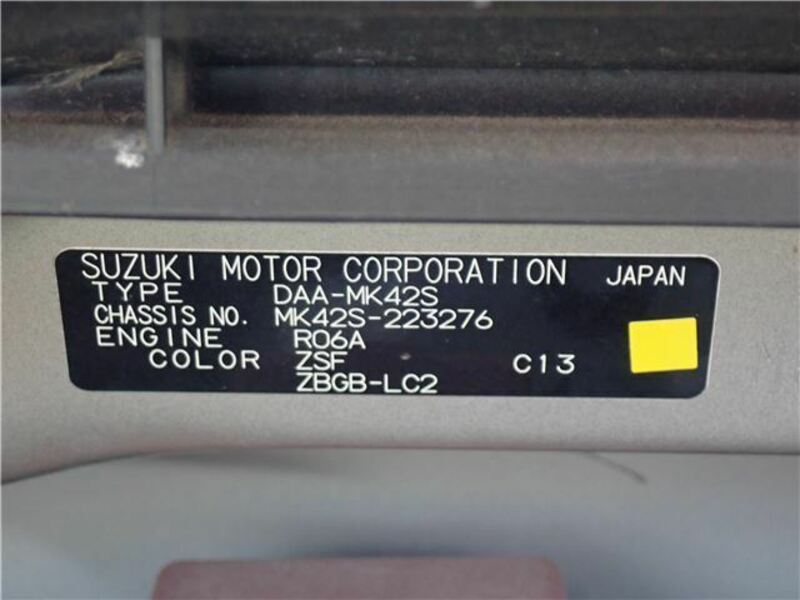 SUZUKI MOTOR CORPORATION JAPAN
TYPE DAA-MK42S
CHASSIS NO. MK42S-223276
ENGINE R06A
COLOR ZSF C13
ZBGB-LC2